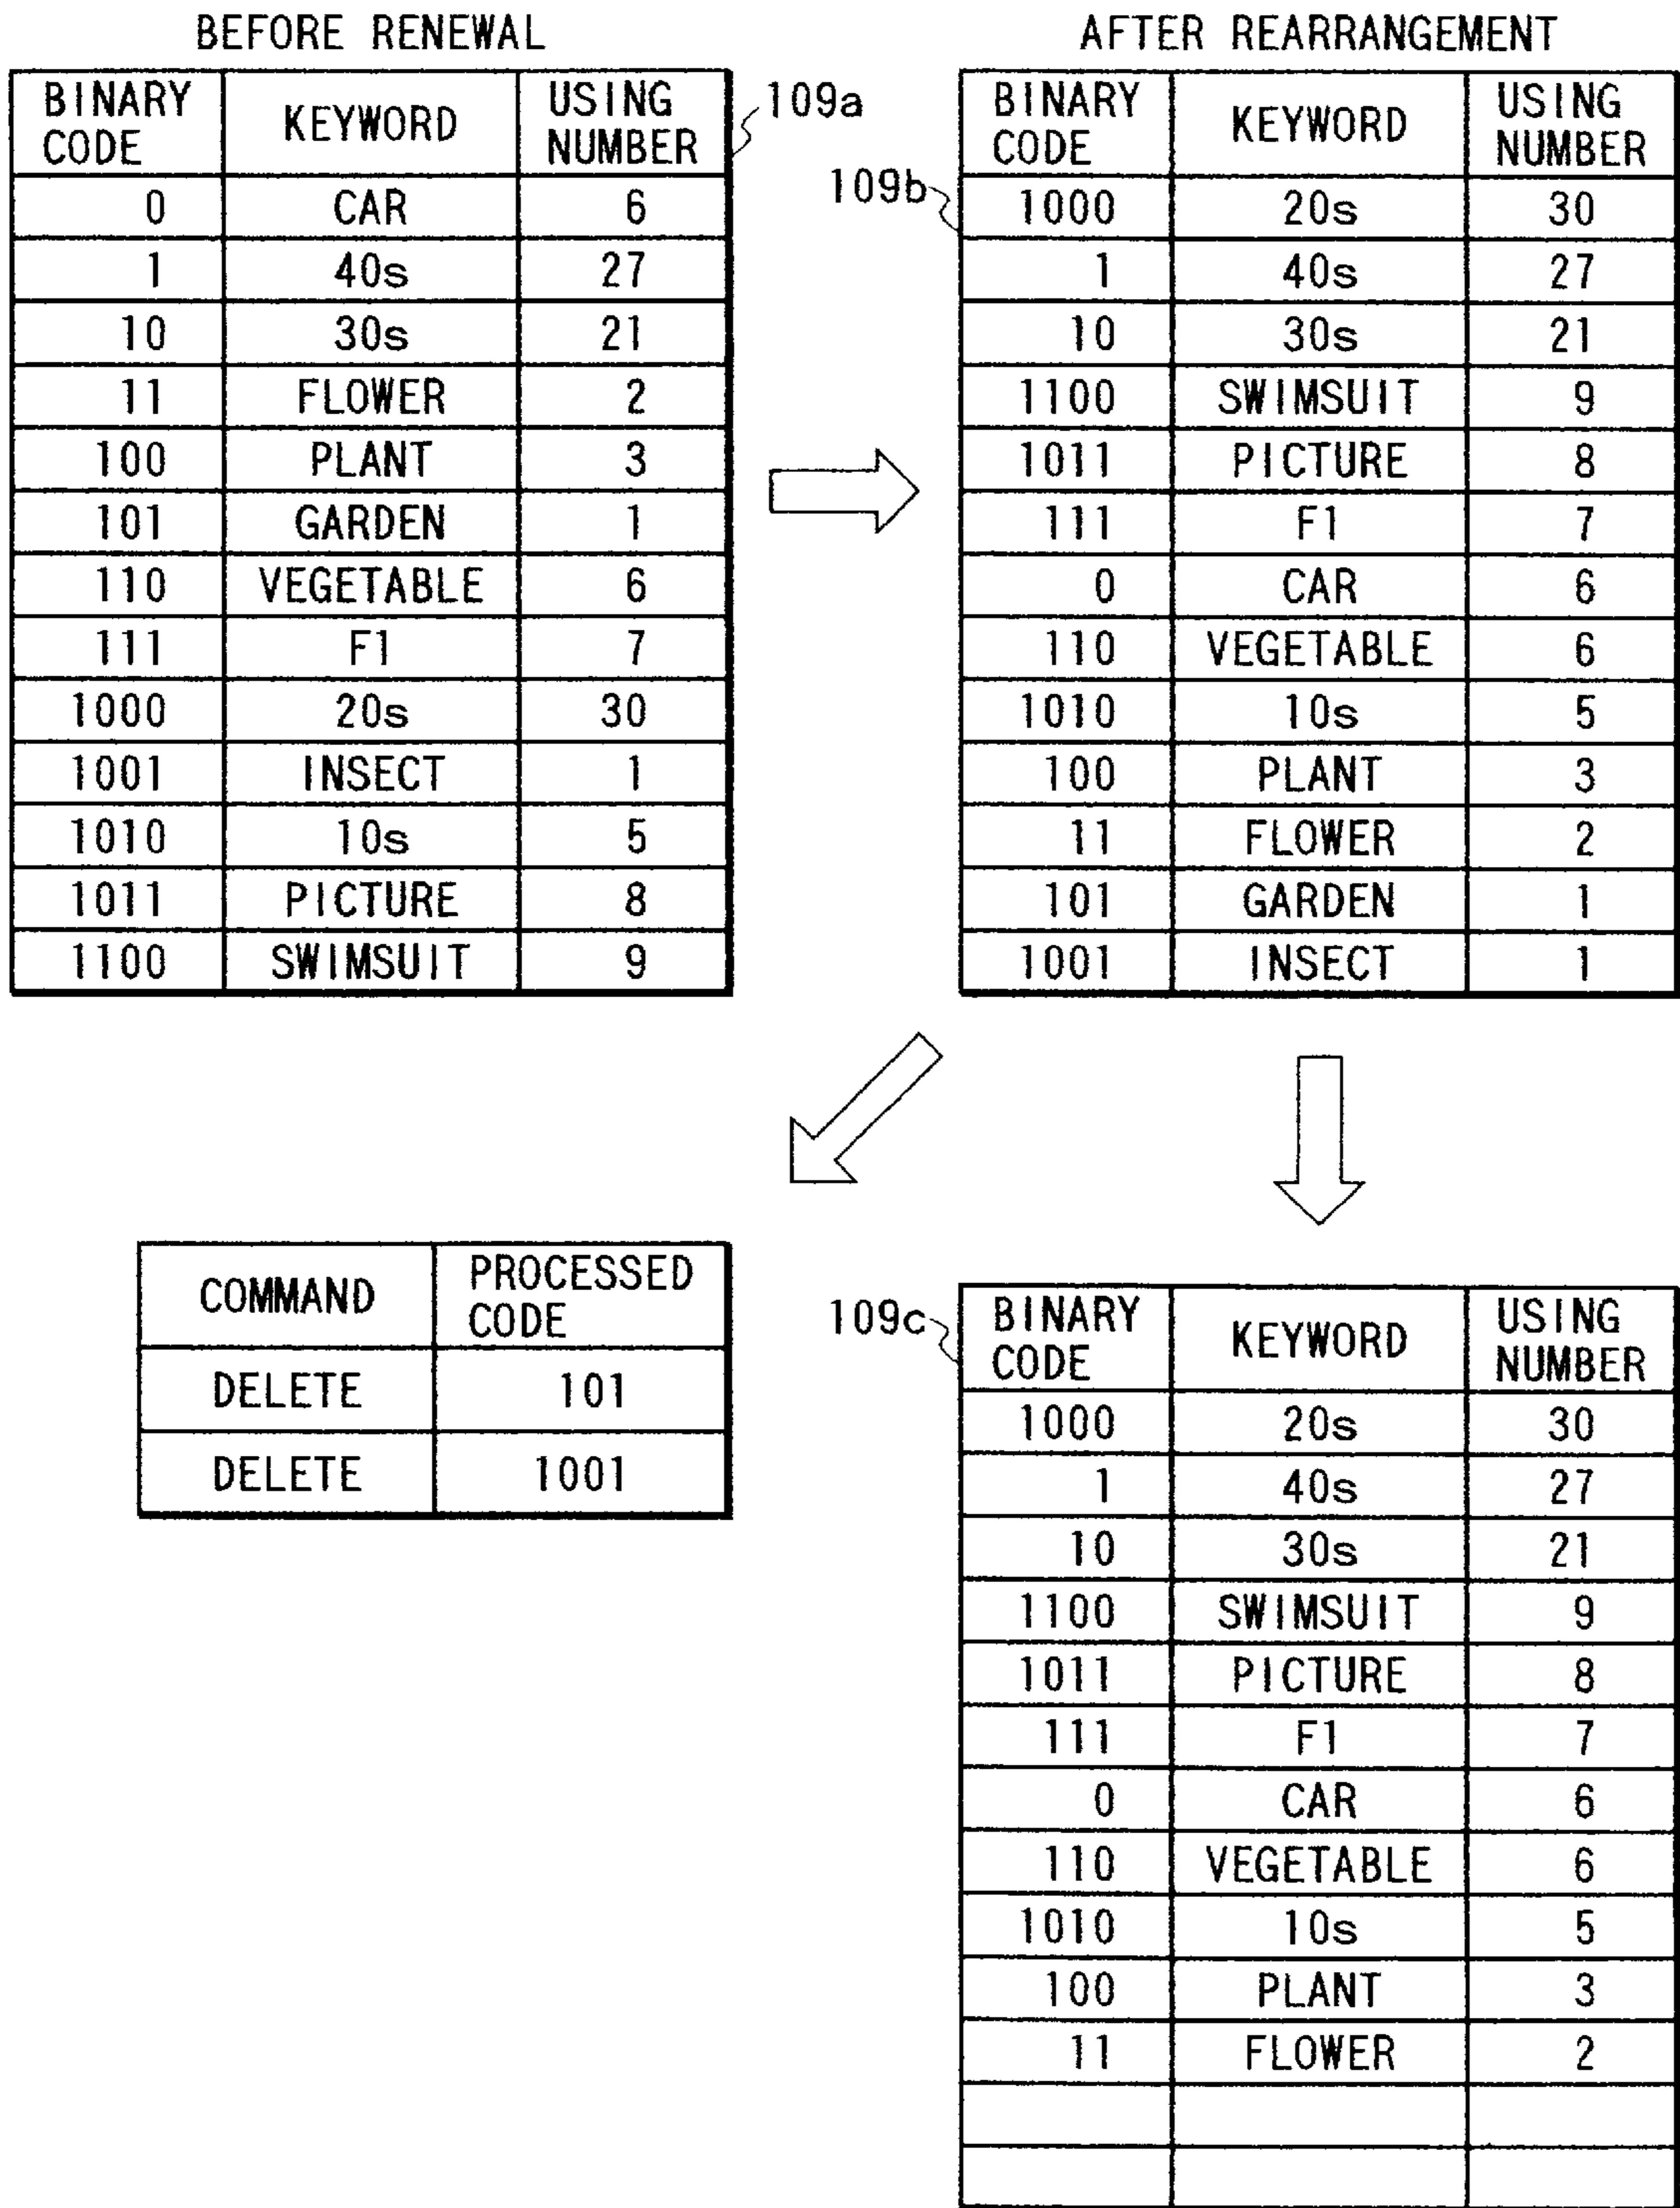 BEFORE RENEWAL
BINARY CODE KEYWORD USING NUMBER
109a
0 CAR 6
1 40s 27
10 30s 21
11 FLOWER 2
100 PLANT 3
101 GARDEN 1
110 VEGETABLE 6
111 F1 7
1000 20s 30
1001 INSECT 1
1010 10s 5
1011 PICTURE 8
1100 SWIMSUIT 9
AFTER REARRANGEMENT
109b
BINARY CODE KEYWORD USING NUMBER
1000 20s 30
1 40s 27
10 30s 21
1100 SWIMSUIT 9
1011 PICTURE 8
111 F1 7
0 CAR 6
110 VEGETABLE 6
1010 10s 5
100 PLANT 3
11 FLOWER 2
101 GARDEN 1
1001 INSECT 1
COMMAND PROCESSED CODE
DELETE 101
DELETE 1001
109c
BINARY CODE KEYWORD USING NUMBER
1000 20s 30
1 40s 27
10 30s 21
1100 SWIMSUIT 9
1011 PICTURE 8
111 F1 7
0 CAR 6
110 VEGETABLE 6
1010 10s 5
100 PLANT 3
11 FLOWER 2